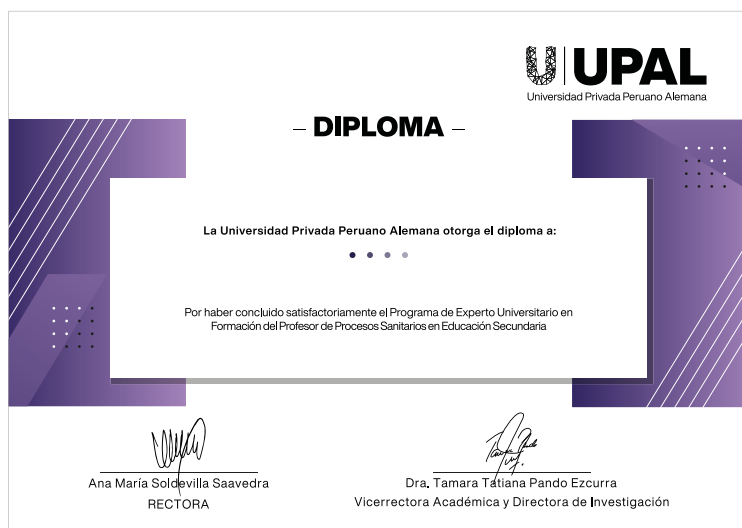 UPAL
Universidad Privada Peruano Alemana
– DIPLOMA –
La Universidad Privada Peruano Alemana otorga el diploma a:
Por haber concluido satisfactoriamente el Programa de Experto Universitario en
Formación del Profesor de Procesos Sanitarios en Educación Secundaria
Ana María Soldevilla Saavedra
RECTORA
Dra. Tamara Tatiana Pando Ezcurra
Vicerrectora Académica y Directora de Investigación